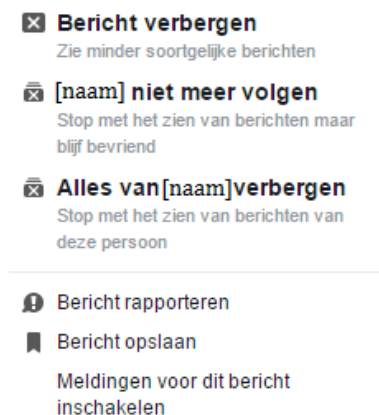 Bericht verbergen
Zie minder soortgelijke berichten
[naam] niet meer volgen
Stop met het zien van berichten maar
blijf bevriend
Alles van[naam]verbergen
Stop met het zien van berichten van
deze persoon
Bericht rapporteren
Bericht opslaan
Meldingen voor dit bericht
inschakelen